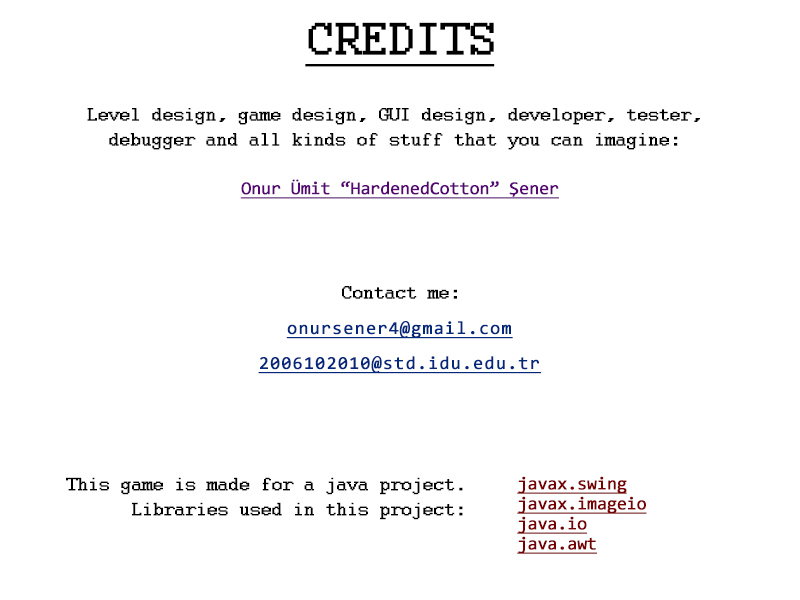 CREDITS
Level design, game design, GUI design, developer, tester,
debugger and all kinds of stuff that you can imagine:
Onur Ümit “HardenedCotton” Şener
Contact me:
onursener4@gmail.com
2006102010@std.idu.edu.tr
This game is made for a java project.
Libraries used in this project:
javax.swing
javax.imageio
java.io
java.awt